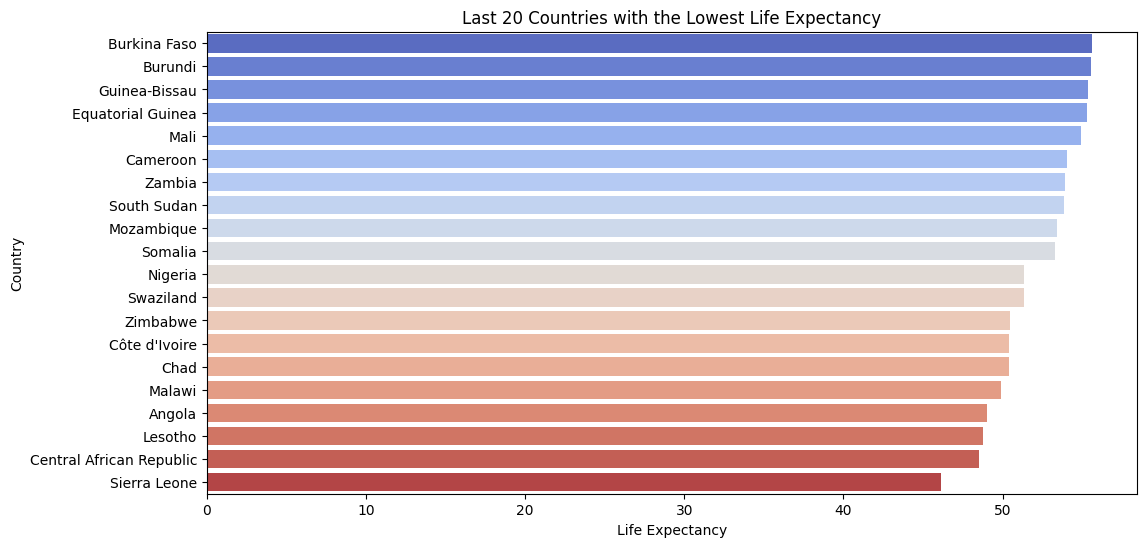 Last 20 Countries with the Lowest Life Expectancy
Country
Burkina Faso
Burundi
Guinea-Bissau
Equatorial Guinea
Mali
Cameroon
Zambia
South Sudan
Mozambique
Somalia
Nigeria
Swaziland
Zimbabwe
Côte d'Ivoire
Chad
Malawi
Angola
Lesotho
Central African Republic
Sierra Leone
0 10 20 30 40 50
Life Expectancy